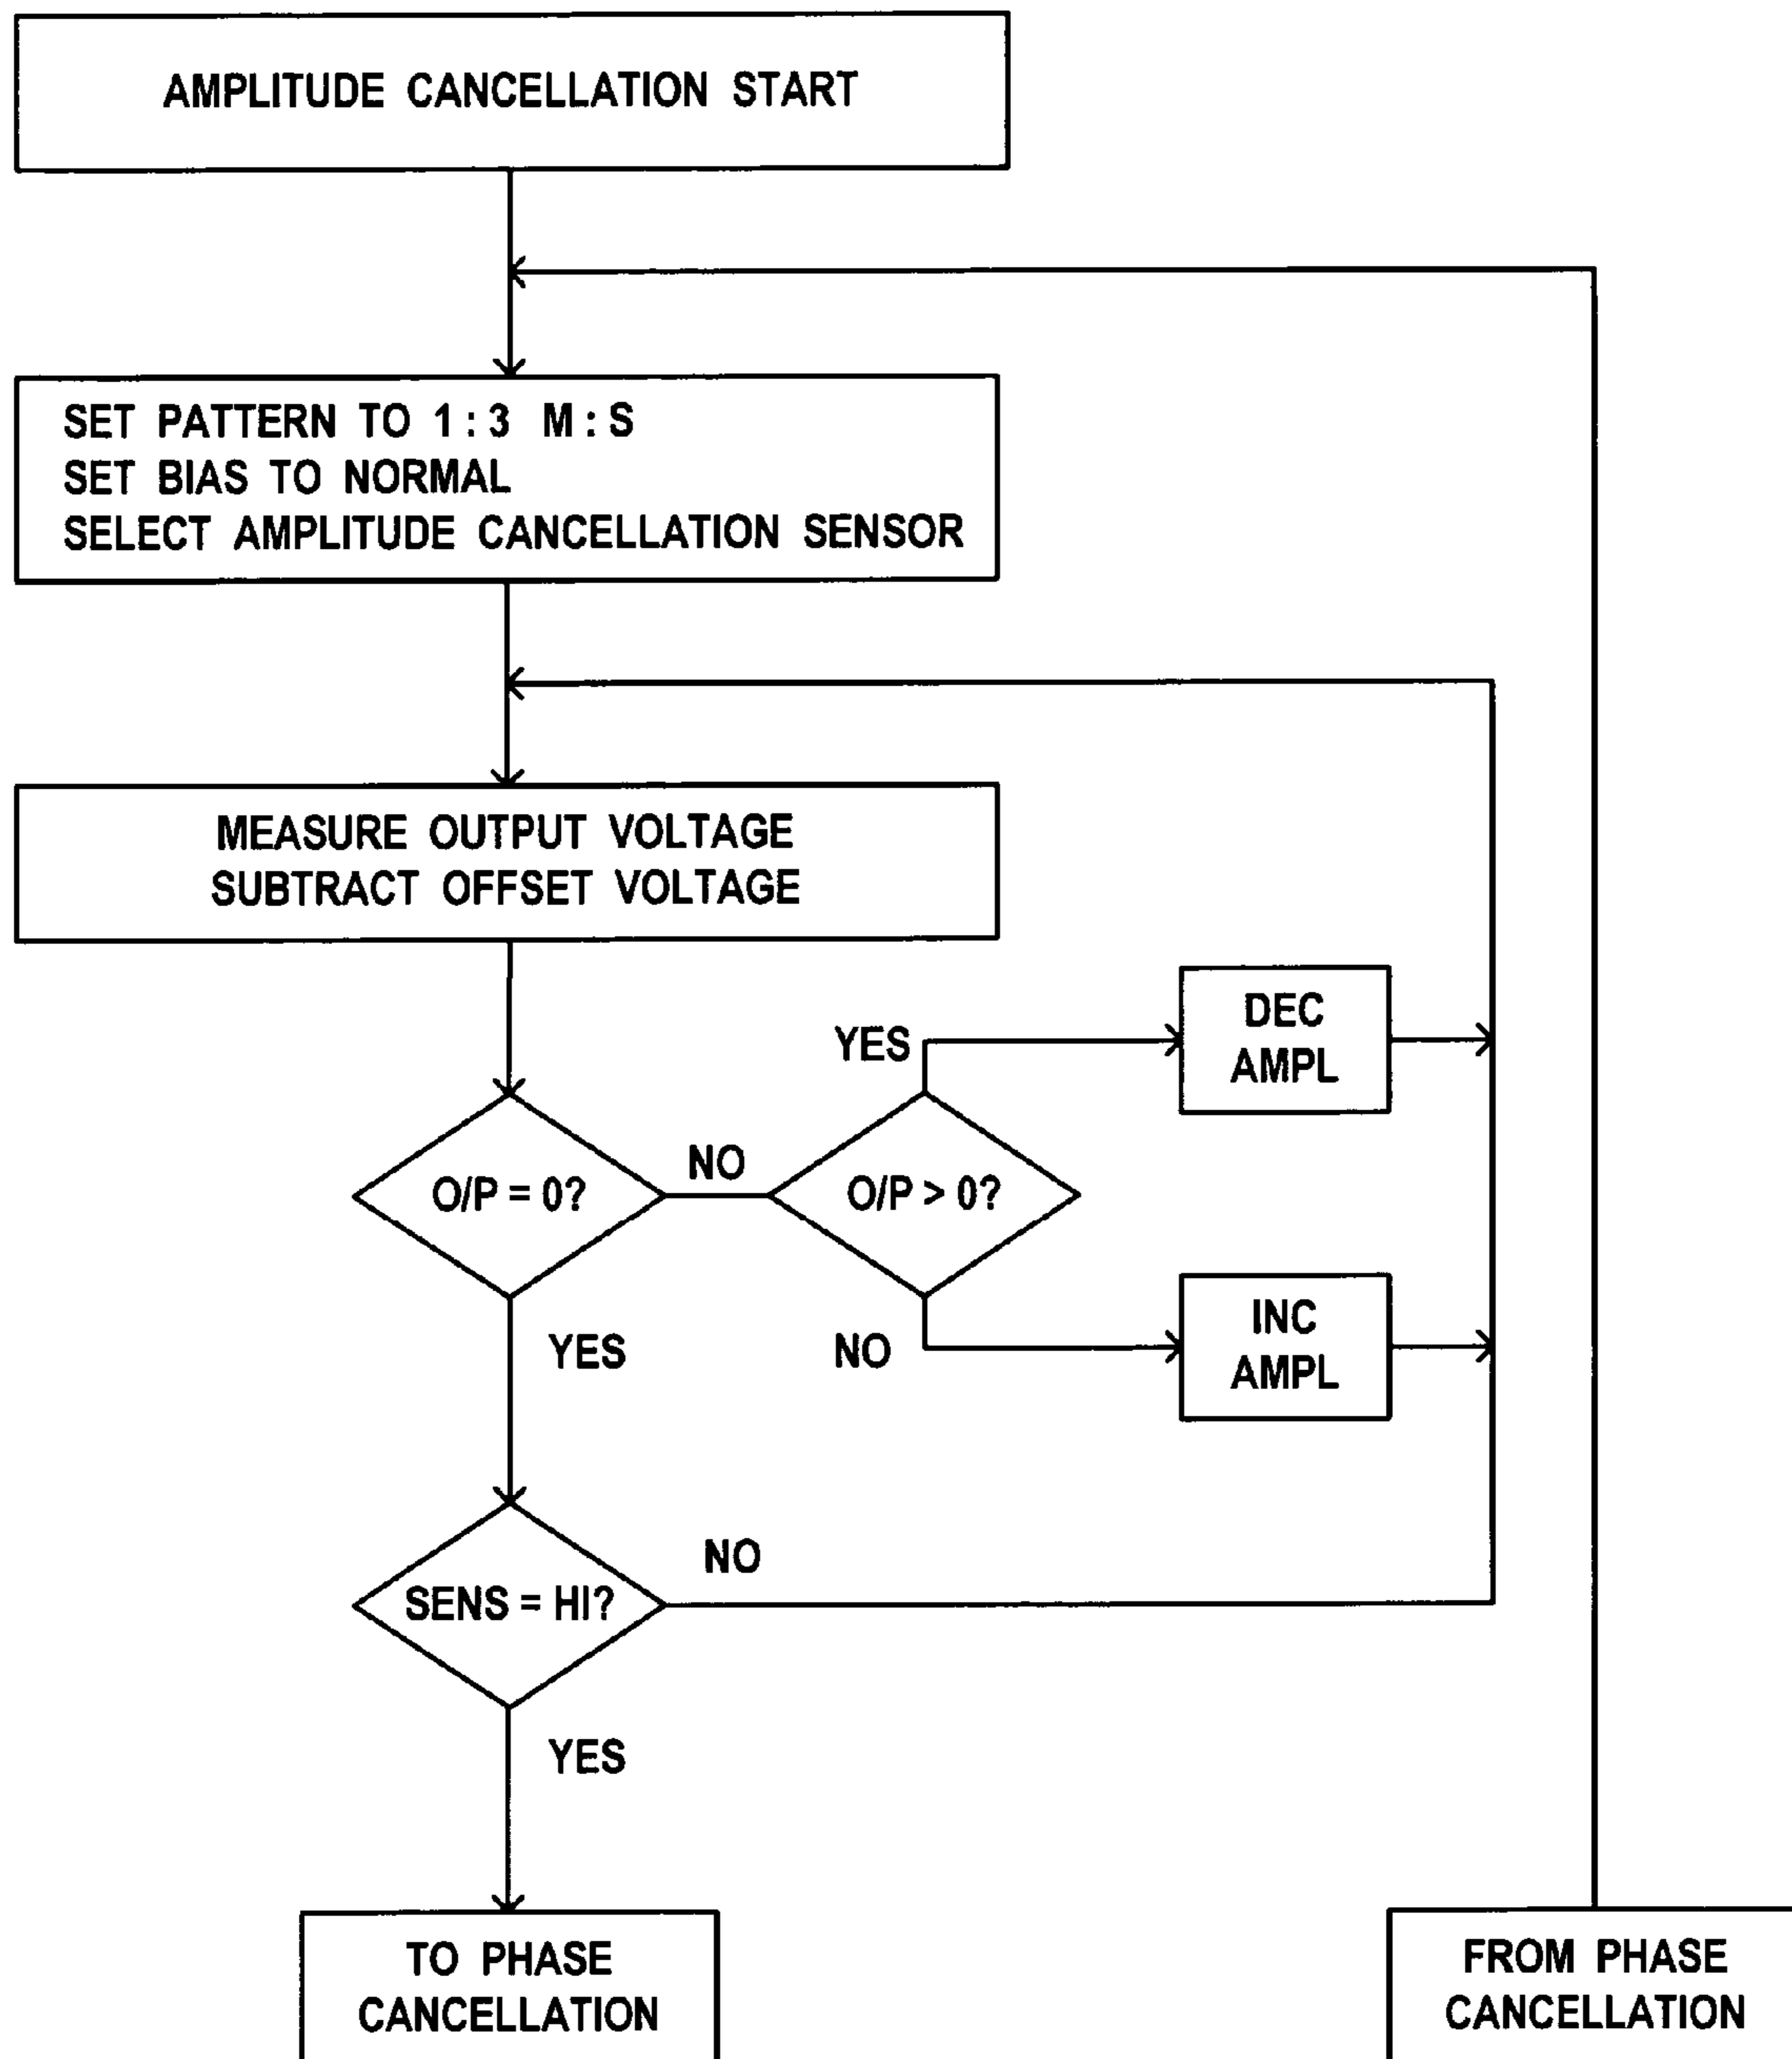 AMPLITUDE CANCELLATION START
SET PATTERN TO 1 : 3 M : S
SET BIAS TO NORMAL
SELECT AMPLITUDE CANCELLATION SENSOR
MEASURE OUTPUT VOLTAGE
SUBTRACT OFFSET VOLTAGE
DEC
AMPL
YES
NO
O/P = 0?
O/P > 0?
INC
AMPL
YES
NO
NO
SENS = HI?
YES
TO PHASE
CANCELLATION
FROM PHASE
CANCELLATION